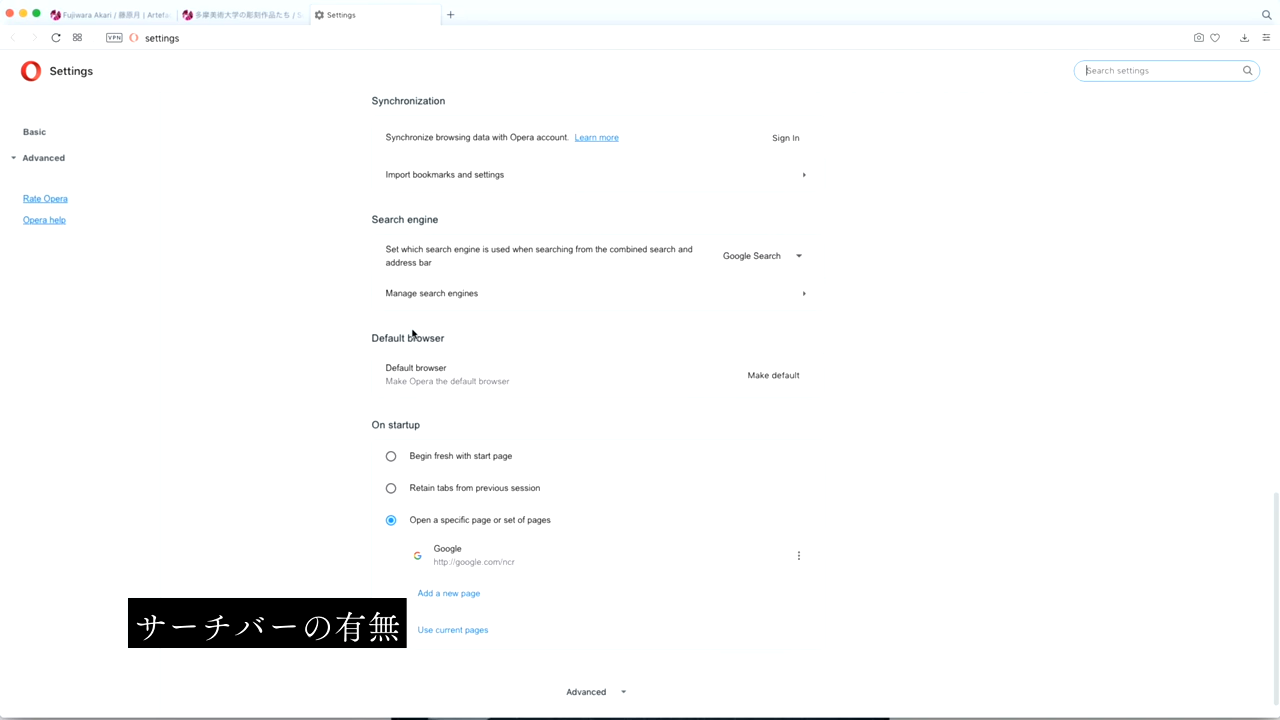 Fujiwara Akari / 藤原月 | Artefa
多摩美術大学の彫刻作品たち / S
Settings
VPN
settings
Settings
Search settings
Basic
Advanced
Rate Opera
Opera help
Synchronization
Synchronize browsing data with Opera account. Learn more
Sign In
Import bookmarks and settings
Search engine
Set which search engine is used when searching from the combined search and
address bar
Google Search
Manage search engines
Default browser
Default browser
Make Opera the default browser
Make default
On startup
Begin fresh with start page
Retain tabs from previous session
Open a specific page or set of pages
Google
http://google.com/ncr
Add a new page
Use current pages
サーチバーの有無
Advanced